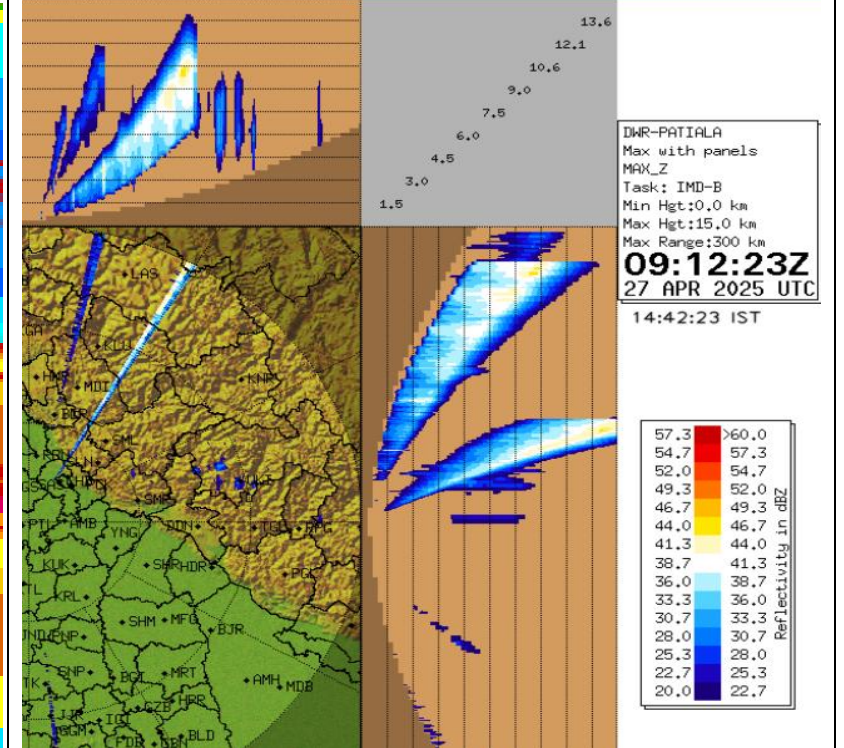 13.6
12.1
10.6
9.0
7.5
6.0
4.5
3.0
1.5
DWR-PATIALA
Max with panels
MAX_Z
Task: IMD-B
Min Hgt:0.0 km
Max Hgt:15.0 km
Max Range:300 km
09:12:23Z
27 APR 2025 UTC
14:42:23 IST
LAS
KLU
KNR
MDI
SML
SMR
DDN
PTL AMB
YNG
KUK
SHR HDR
KRL
SHM MFG
BJR
SNP
BGT MRT
AMH MDB
JJR
IGI
GZB HPR
GGM
BLD
57.3 >60.0
54.7 57.3
52.0 54.7
49.3 52.0
46.7 49.3
44.0 46.7
41.3 44.0
38.7 41.3
36.0 38.7
33.3 36.0
30.7 33.3
28.0 30.7
25.3 28.0
22.7 25.3
20.0 22.7
Reflectivity in dBZ